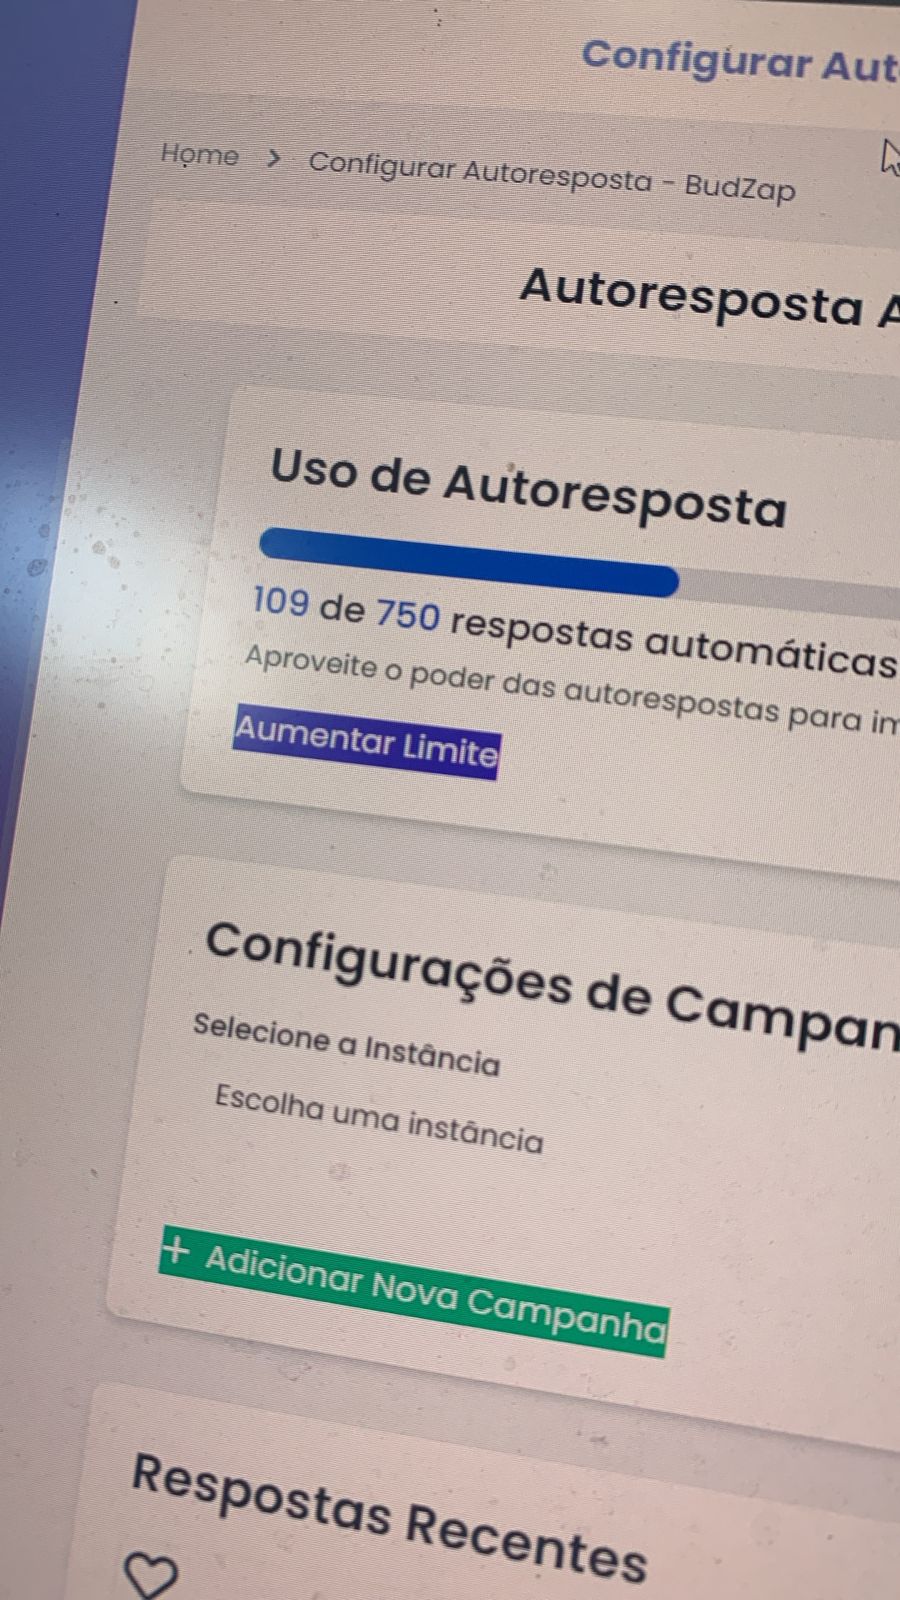 Configurar Aut
Home > Configurar Autoresposta - BudZap
Autoresposta A
Uso de Autoresposta
109 de 750 respostas automáticas
Aproveite o poder das autorespostas para im
Aumentar Limite
Configurações de Campan
Selecione a Instância
Escolha uma instância
+ Adicionar Nova Campanha
Respostas Recentes